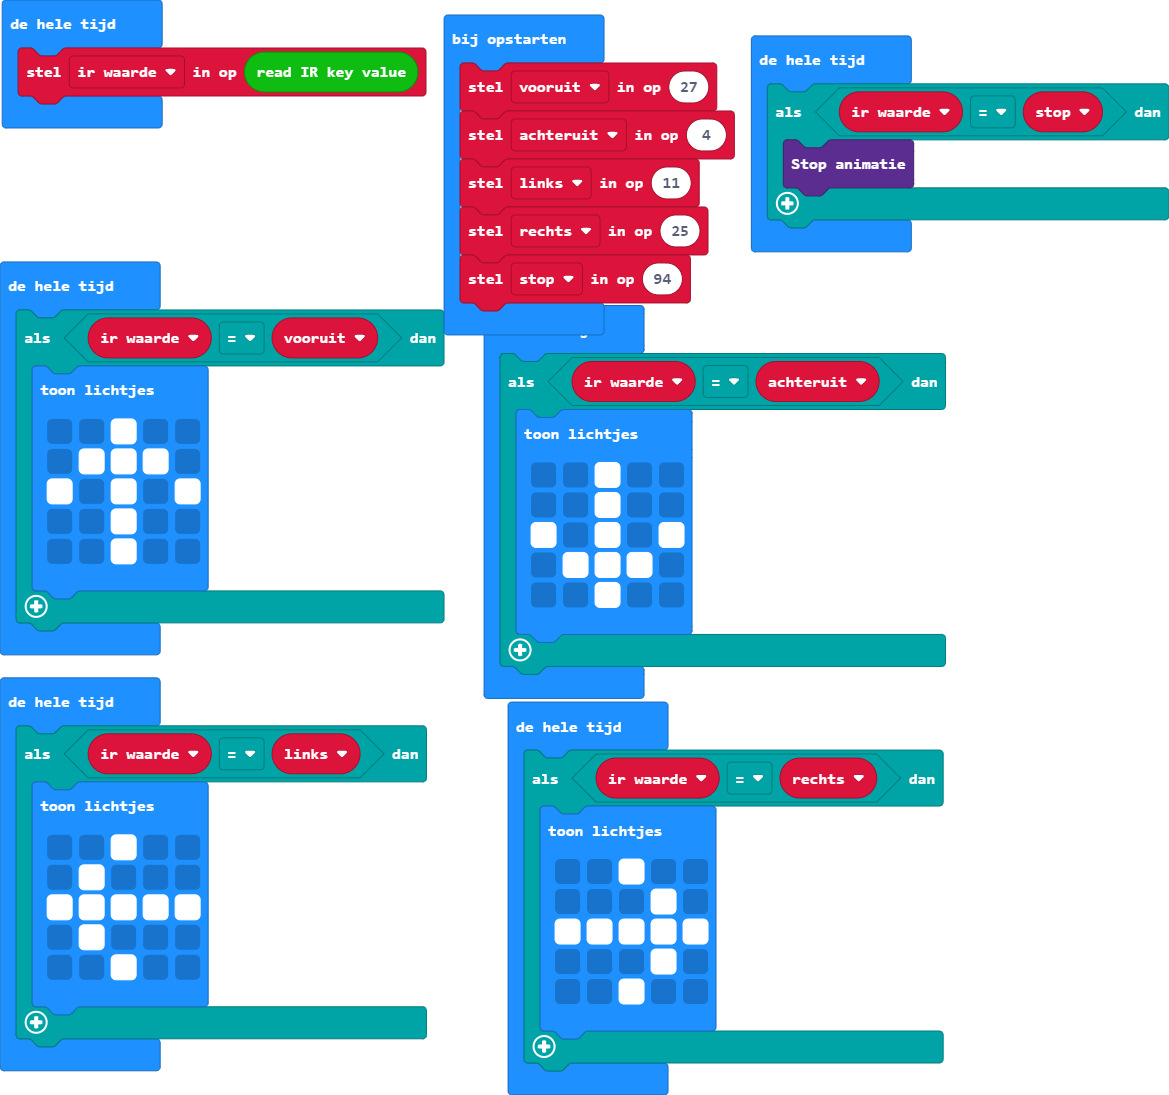 de hele tijd
stel ir waarde in op read IR key value
bij opstarten
stel vooruit in op 27
stel achteruit in op 4
stel links in op 11
stel rechts in op 25
stel stop in op 94
de hele tijd
als ir waarde = stop dan
Stop animatie
de hele tijd
als ir waarde = vooruit dan
toon lichtjes
als ir waarde = achteruit dan
toon lichtjes
de hele tijd
als ir waarde = links dan
toon lichtjes
de hele tijd
als ir waarde = rechts dan
toon lichtjes